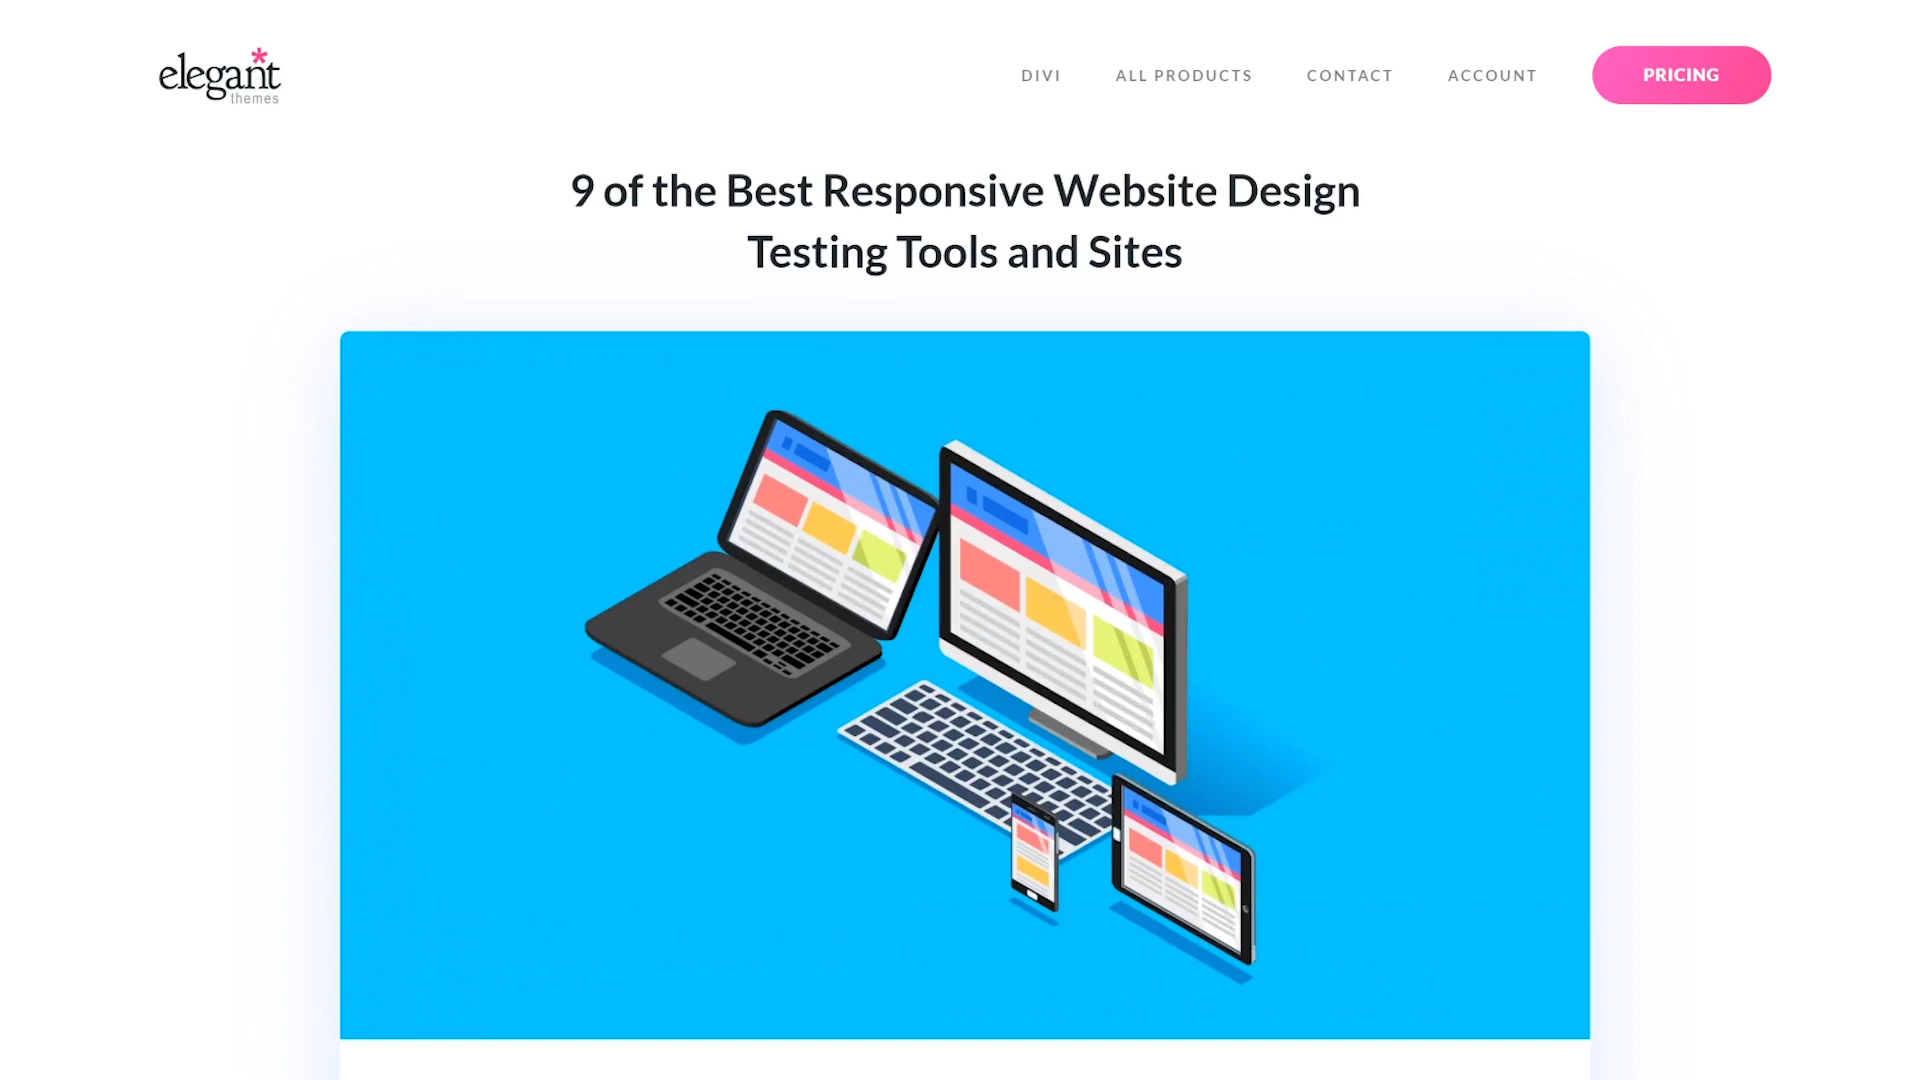 elegant
themes
DIVI
ALL PRODUCTS
CONTACT
ACCOUNT
PRICING
9 of the Best Responsive Website Design
Testing Tools and Sites